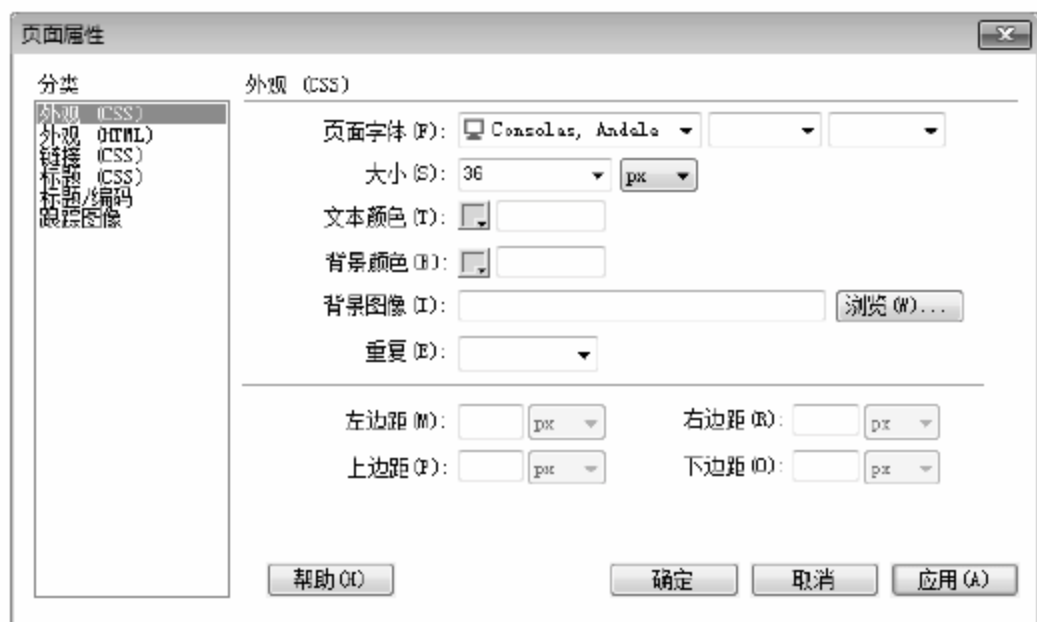 页面属性
分类
外观 (CSS)
外观 (HTML)
链接 (CSS)
标题 (CSS)
标题/编码
跟踪图像
外观 (CSS)
页面字体(F): Consolas, Andale
大小(S): 36 px
文本颜色(T):
背景颜色(B):
背景图像(I): 浏览(W)...
重复(E):
左边距(M): px 右边距(R): px
上边距(P): px 下边距(O): px
帮助(H) 确定 取消 应用(A)